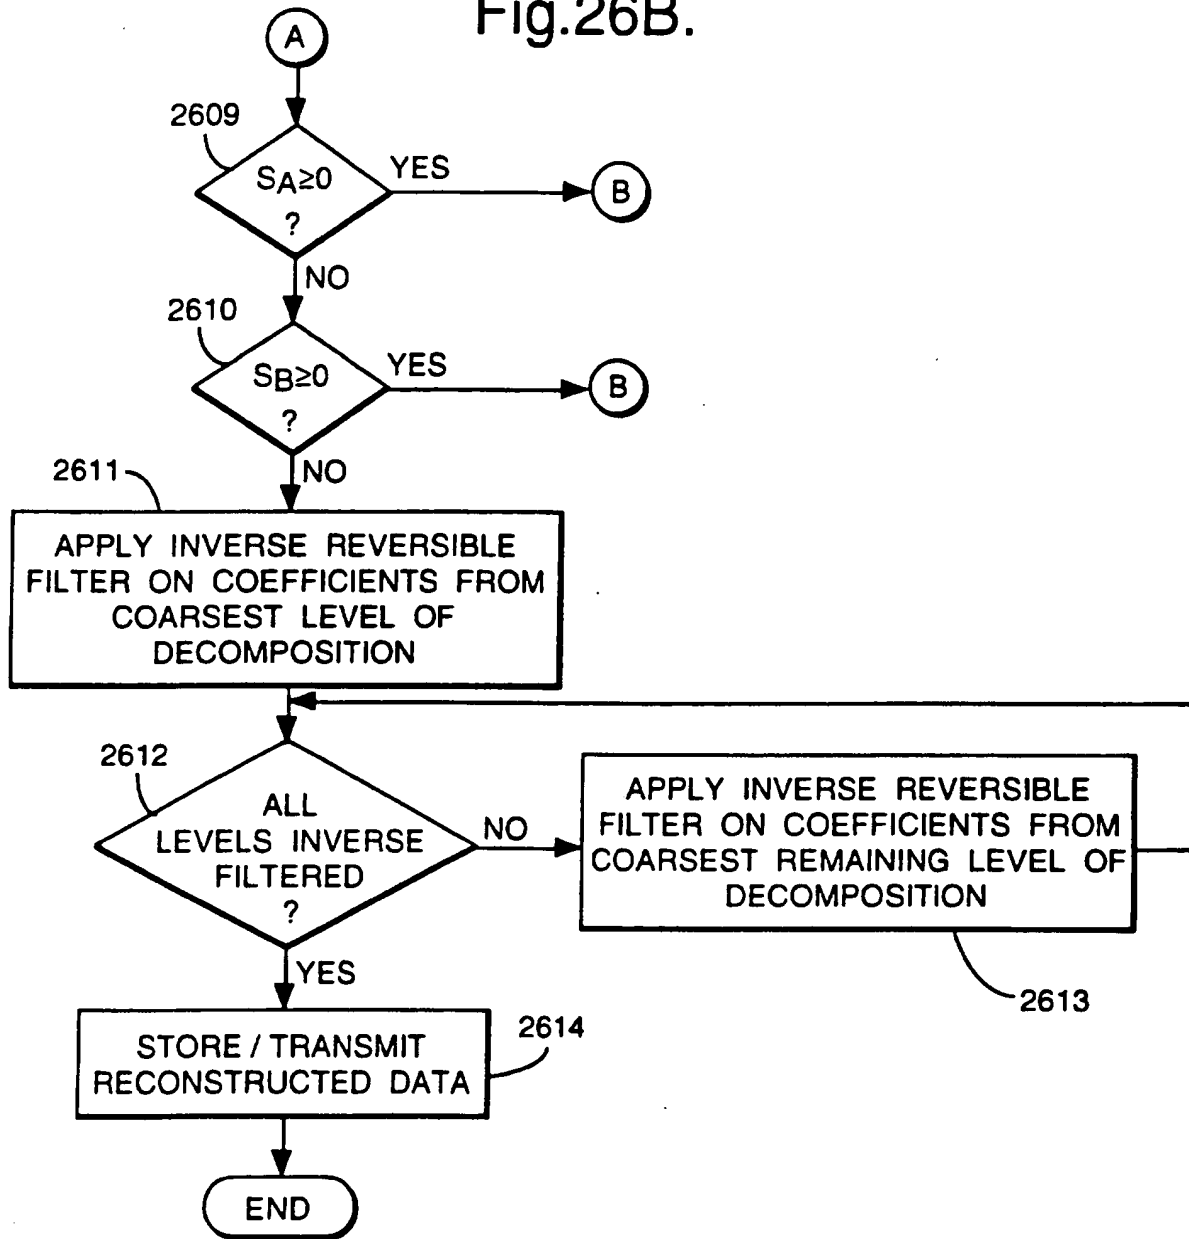 Fig.26B.
A
2609
SA≥0
?
YES
B
NO
2610
SB≥0
?
YES
B
NO
2611
APPLY INVERSE REVERSIBLE
FILTER ON COEFFICIENTS FROM
COARSEST LEVEL OF
DECOMPOSITION
2612
ALL
LEVELS INVERSE
FILTERED
?
NO
APPLY INVERSE REVERSIBLE
FILTER ON COEFFICIENTS FROM
COARSEST REMAINING LEVEL OF
DECOMPOSITION
2613
YES
STORE / TRANSMIT
RECONSTRUCTED DATA
2614
END